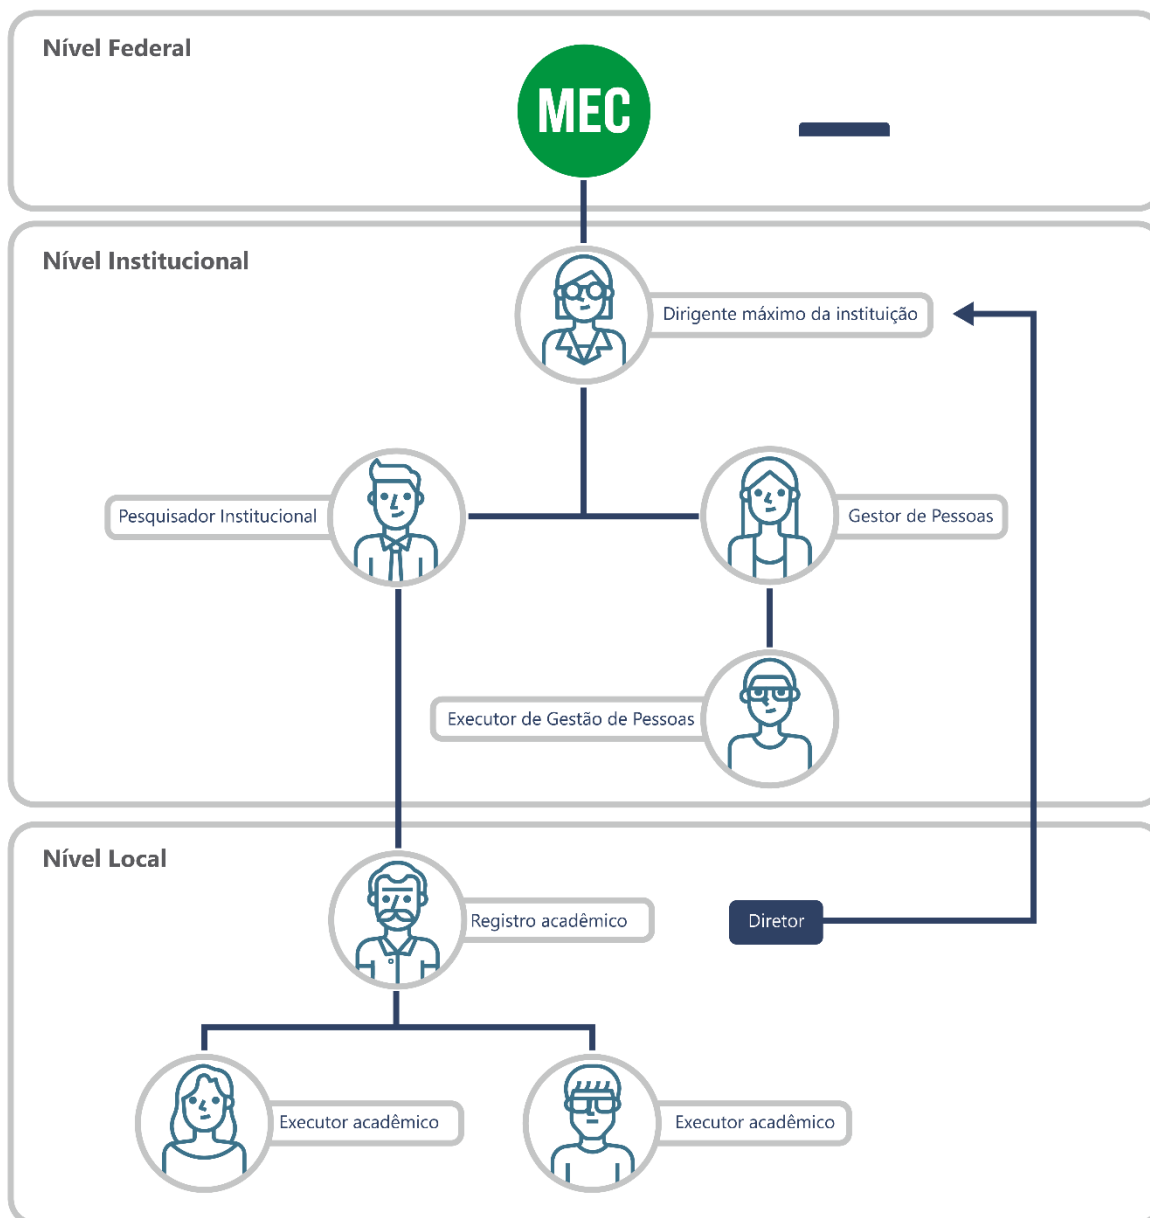 Nível Federal
MEC
Nível Institucional
Dirigente máximo da instituição
Pesquisador Institucional
Gestor de Pessoas
Executor de Gestão de Pessoas
Nível Local
Registro acadêmico
Diretor
Executor acadêmico
Executor acadêmico